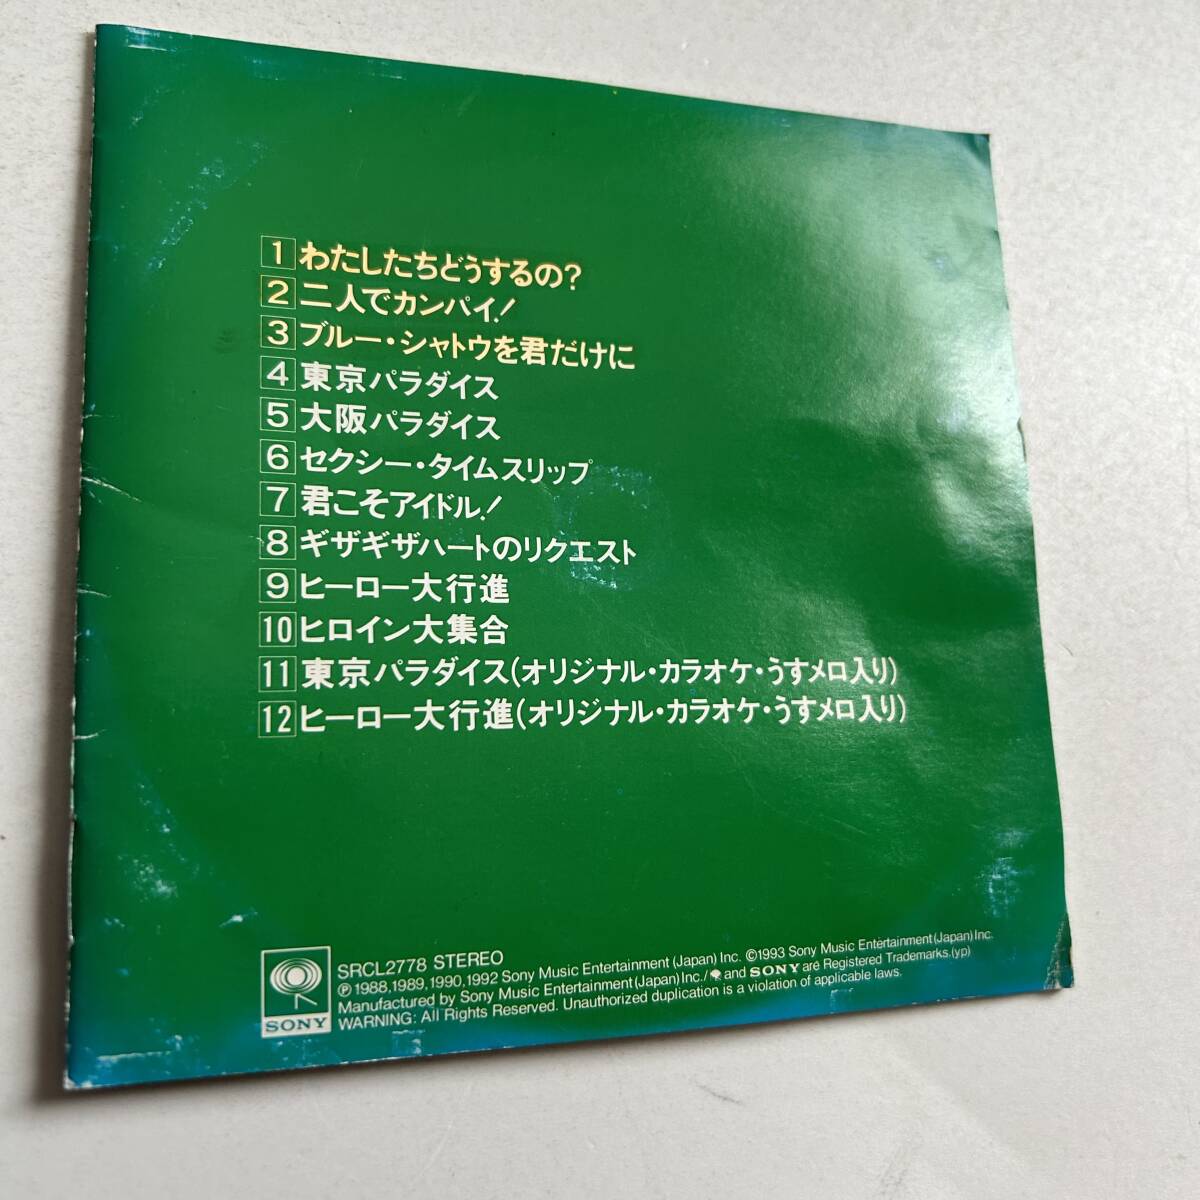 1 わたしたちどうするの?
2 二人でカンパイ!
3 ブルー・シャトウを君だけに
4 東京パラダイス
5 大阪パラダイス
6 セクシー・タイムスリップ
7 君こそアイドル!
8 ギザギザハートのリクエスト
9 ヒーロー大行進
10 ヒロイン大集合
11 東京パラダイス(オリジナル・カラオケ・うすメロ入り)
12 ヒーロー大行進(オリジナル・カラオケ・うすメロ入り)
SONY
SRCL2778 STEREO
Ⓟ1988,1989,1990,1992 Sony Music Entertainment (Japan) Inc. ©1993 Sony Music Entertainment(Japan)Inc.
Manufactured by Sony Music Entertainment(Japan)Inc./ and SONY are Registered Trademarks.(yp)
WARNING: All Rights Reserved. Unauthorized duplication is a violation of applicable laws.